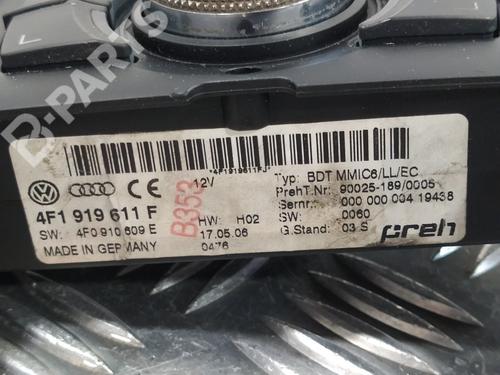 B-PARTS
*4F1919611FJ*
CE 12V
4F1 919 611 F
SW: 4F0 910 609 E
MADE IN GERMANY
B353
HW: H02
17.05.06
0476
Typ: BDT MMIC6/LL/EC
PrehT.Nr.: 90025-189/0005
Sernr.: 000 000 004 19438
SW: 0060
G.Stand: 03 S
preh